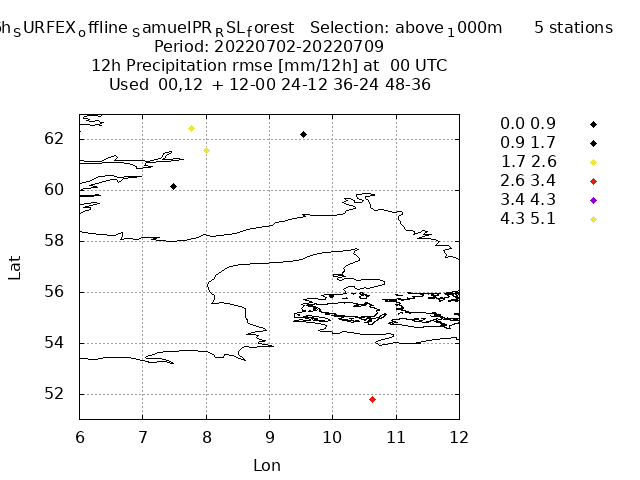 6hsSURFEXoffline SamuelPRRSLforest Selection: above1000m 5 stations
Period: 20220702-20220709
12h Precipitation rmse [mm/12h] at 00 UTC
Used 00,12 + 12-00 24-12 36-24 48-36
62
60
58
56
54
52
Lat
6 7 8 9 10 11 12
Lon
0.0 0.9
0.9 1.7
1.7 2.6
2.6 3.4
3.4 4.3
4.3 5.1